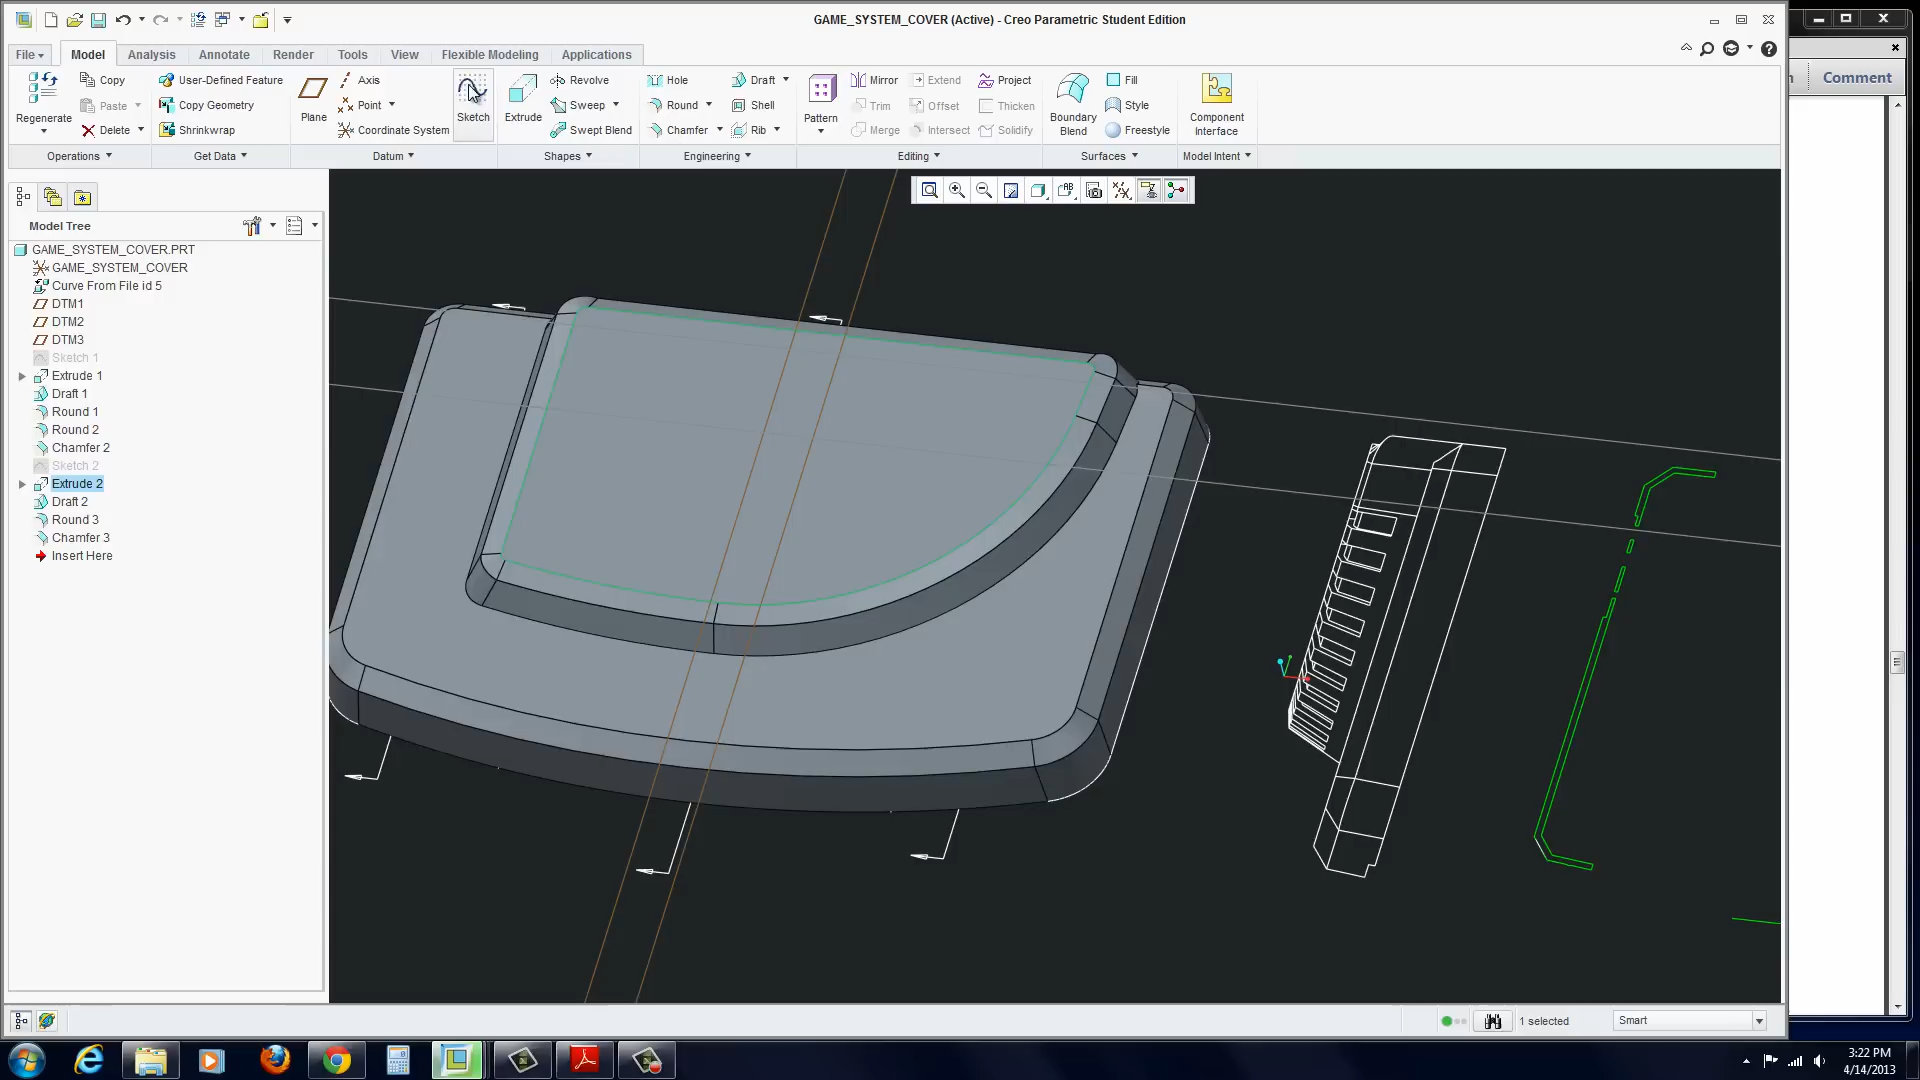 GAME_SYSTEM_COVER (Active) - Creo Parametric Student Edition
File Model Analysis Annotate Render Tools View Flexible Modeling Applications
Copy User-Defined Feature Axis Revolve Hole Draft Mirror Extend Project Fill
Paste Copy Geometry Point Sweep Round Shell Trim Offset Thicken Style
Regenerate Plane Sketch Extrude Pattern Boundary Blend Component Interface
Delete Shrinkwrap Coordinate System Swept Blend Chamfer Rib Merge Intersect Solidify Freestyle
Operations Get Data Datum Shapes Engineering Editing Surfaces Model Intent
Comment
Model Tree
GAME_SYSTEM_COVER.PRT
GAME_SYSTEM_COVER
Curve From File id 5
DTM1
DTM2
DTM3
Sketch 1
Extrude 1
Draft 1
Round 1
Round 2
Chamfer 2
Sketch 2
Extrude 2
Draft 2
Round 3
Chamfer 3
Insert Here
1 selected Smart
3:22 PM
4/14/2013